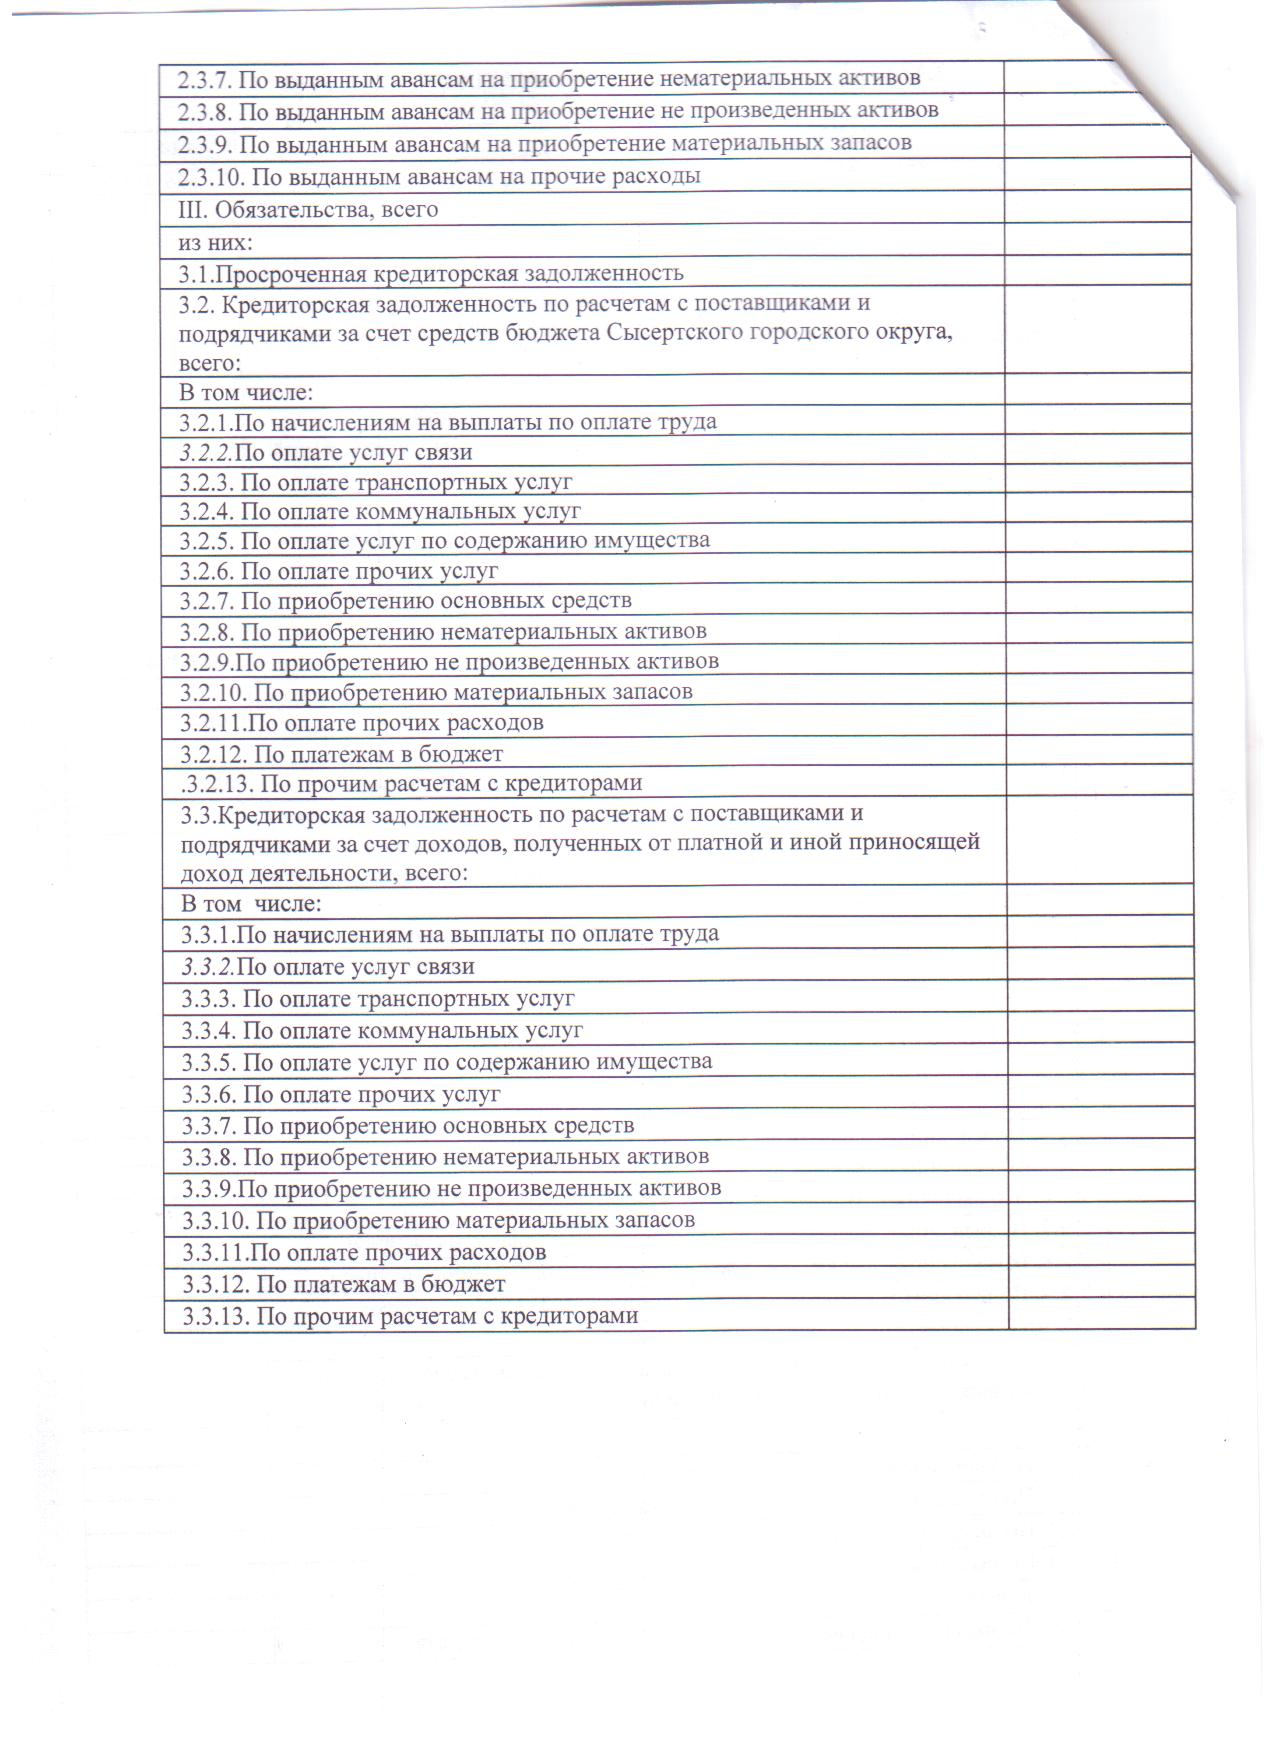 2.3.7. По выданным авансам на приобретение нематериальных активов
2.3.8. По выданным авансам на приобретение не произведенных активов
2.3.9. По выданным авансам на приобретение материальных запасов
2.3.10. По выданным авансам на прочие расходы
III. Обязательства, всего
из них:
3.1.Просроченная кредиторская задолженность
3.2. Кредиторская задолженность по расчетам с поставщиками и
подрядчиками за счет средств бюджета Сысертского городского округа,
всего:
В том числе:
3.2.1.По начислениям на выплаты по оплате труда
3.2.2.По оплате услуг связи
3.2.3. По оплате транспортных услуг
3.2.4. По оплате коммунальных услуг
3.2.5. По оплате услуг по содержанию имущества
3.2.6. По оплате прочих услуг
3.2.7. По приобретению основных средств
3.2.8. По приобретению нематериальных активов
3.2.9.По приобретению не произведенных активов
3.2.10. По приобретению материальных запасов
3.2.11.По оплате прочих расходов
3.2.12. По платежам в бюджет
.3.2.13. По прочим расчетам с кредиторами
3.3.Кредиторская задолженность по расчетам с поставщиками и
подрядчиками за счет доходов, полученных от платной и иной приносящей
доход деятельности, всего:
В том  числе:
3.3.1.По начислениям на выплаты по оплате труда
3.3.2.По оплате услуг связи
3.3.3. По оплате транспортных услуг
3.3.4. По оплате коммунальных услуг
3.3.5. По оплате услуг по содержанию имущества
3.3.6. По оплате прочих услуг
3.3.7. По приобретению основных средств
3.3.8. По приобретению нематериальных активов
3.3.9.По приобретению не произведенных активов
3.3.10. По приобретению материальных запасов
3.3.11.По оплате прочих расходов
3.3.12. По платежам в бюджет
3.3.13. По прочим расчетам с кредиторами